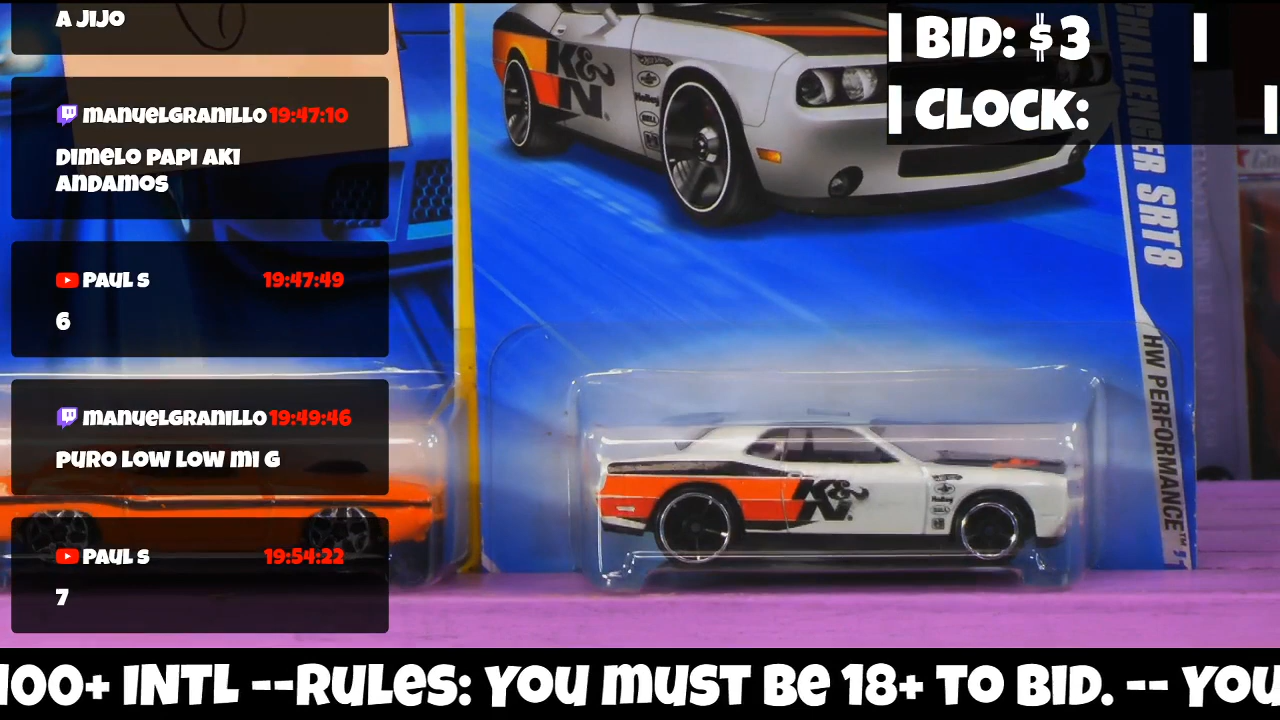 A JIJO
manuelgranillo 19:47:10
Dimelo papi aki
andamos
Paul S 19:47:49
6
manuelgranillo 19:49:46
puro low low mi g
Paul S 19:54:22
7
| BID: $3 |
| CLOCK: |
CHALLENGER SRT8
HW PERFORMANCE™
K&N
K&N
Holley
100+ INTL --Rules: You must be 18+ to bid. -- You